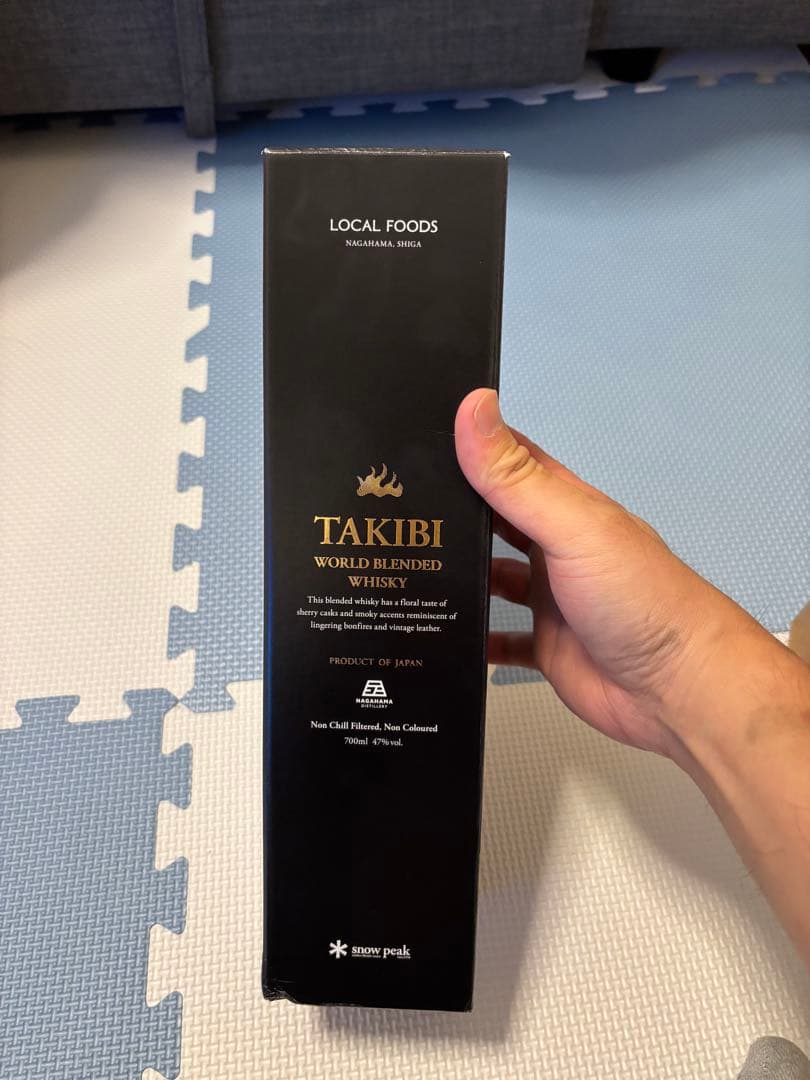 LOCAL FOODS
NAGAHAMA, SHIGA
TAKIBI
WORLD BLENDED
WHISKY
This blended whisky has a floral taste of
sherry casks and smoky accents reminiscent of
lingering bonfires and vintage leather.
PRODUCT OF JAPAN
NAGAHAMA
DISTILLERY
Non Chill Filtered, Non Coloured
700ml 47%vol.
snow peak